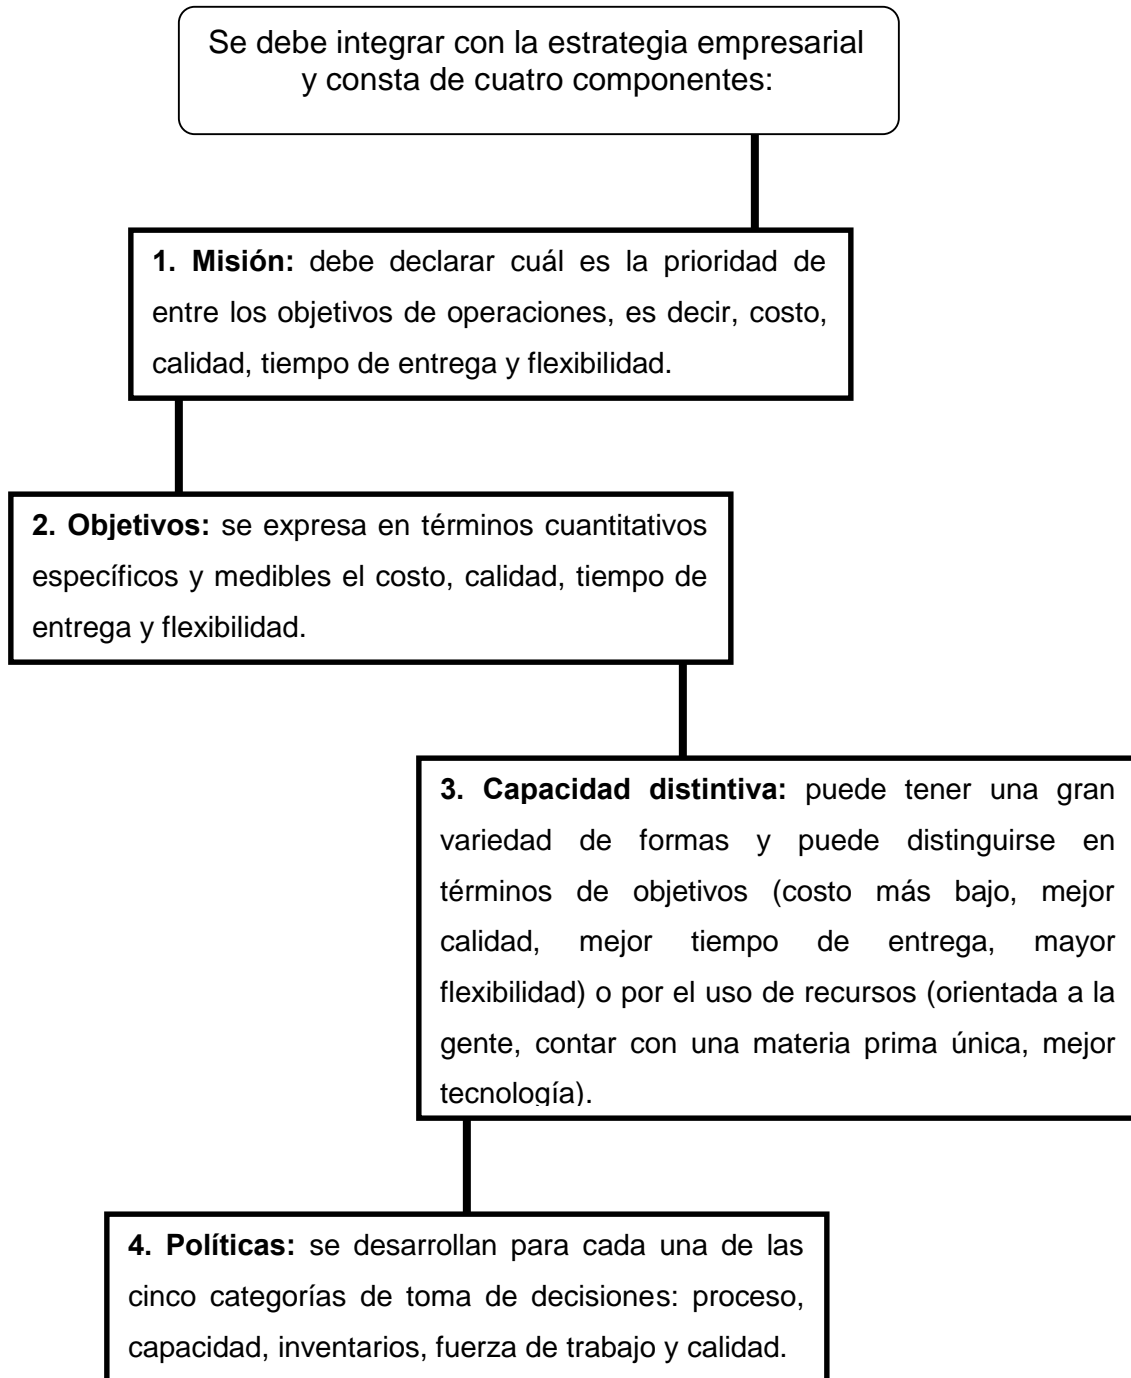 Se debe integrar con la estrategia empresarial
y consta de cuatro componentes:
1. Misión: debe declarar cuál es la prioridad de
entre los objetivos de operaciones, es decir, costo,
calidad, tiempo de entrega y flexibilidad.
2. Objetivos: se expresa en términos cuantitativos
específicos y medibles el costo, calidad, tiempo de
entrega y flexibilidad.
3. Capacidad distintiva: puede tener una gran
variedad de formas y puede distinguirse en
términos de objetivos (costo más bajo, mejor
calidad, mejor tiempo de entrega, mayor
flexibilidad) o por el uso de recursos (orientada a la
gente, contar con una materia prima única, mejor
tecnología).
4. Políticas: se desarrollan para cada una de las
cinco categorías de toma de decisiones: proceso,
capacidad, inventarios, fuerza de trabajo y calidad.